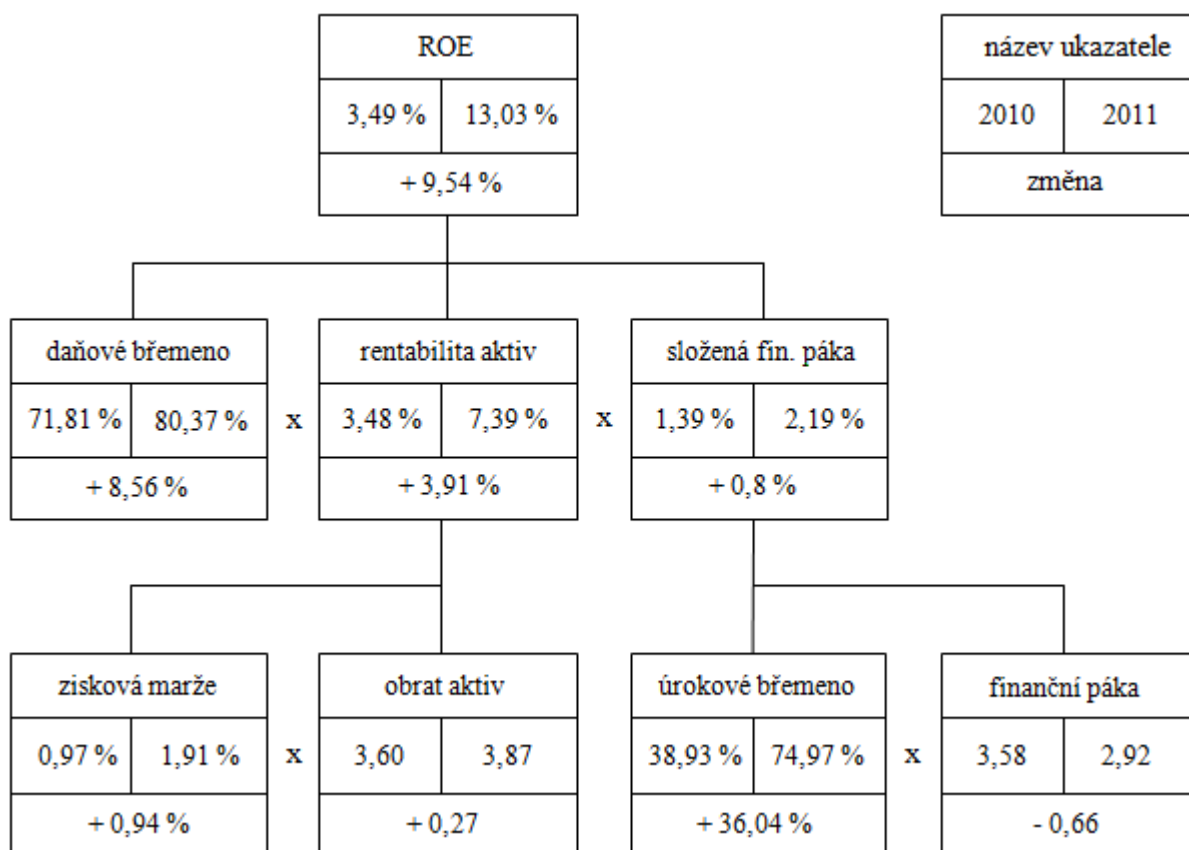 ROE
3,49 % 13,03 %
+ 9,54 %
název ukazatele
2010 2011
změna
daňové břemeno
71,81 % 80,37 %
+ 8,56 %
x
rentabilita aktiv
3,48 % 7,39 %
+ 3,91 %
x
složená fin. páka
1,39 % 2,19 %
+ 0,8 %
zisková marže
0,97 % 1,91 %
+ 0,94 %
x
obrat aktiv
3,60 3,87
+ 0,27
úrokové břemeno
38,93 % 74,97 %
+ 36,04 %
x
finanční páka
3,58 2,92
- 0,66